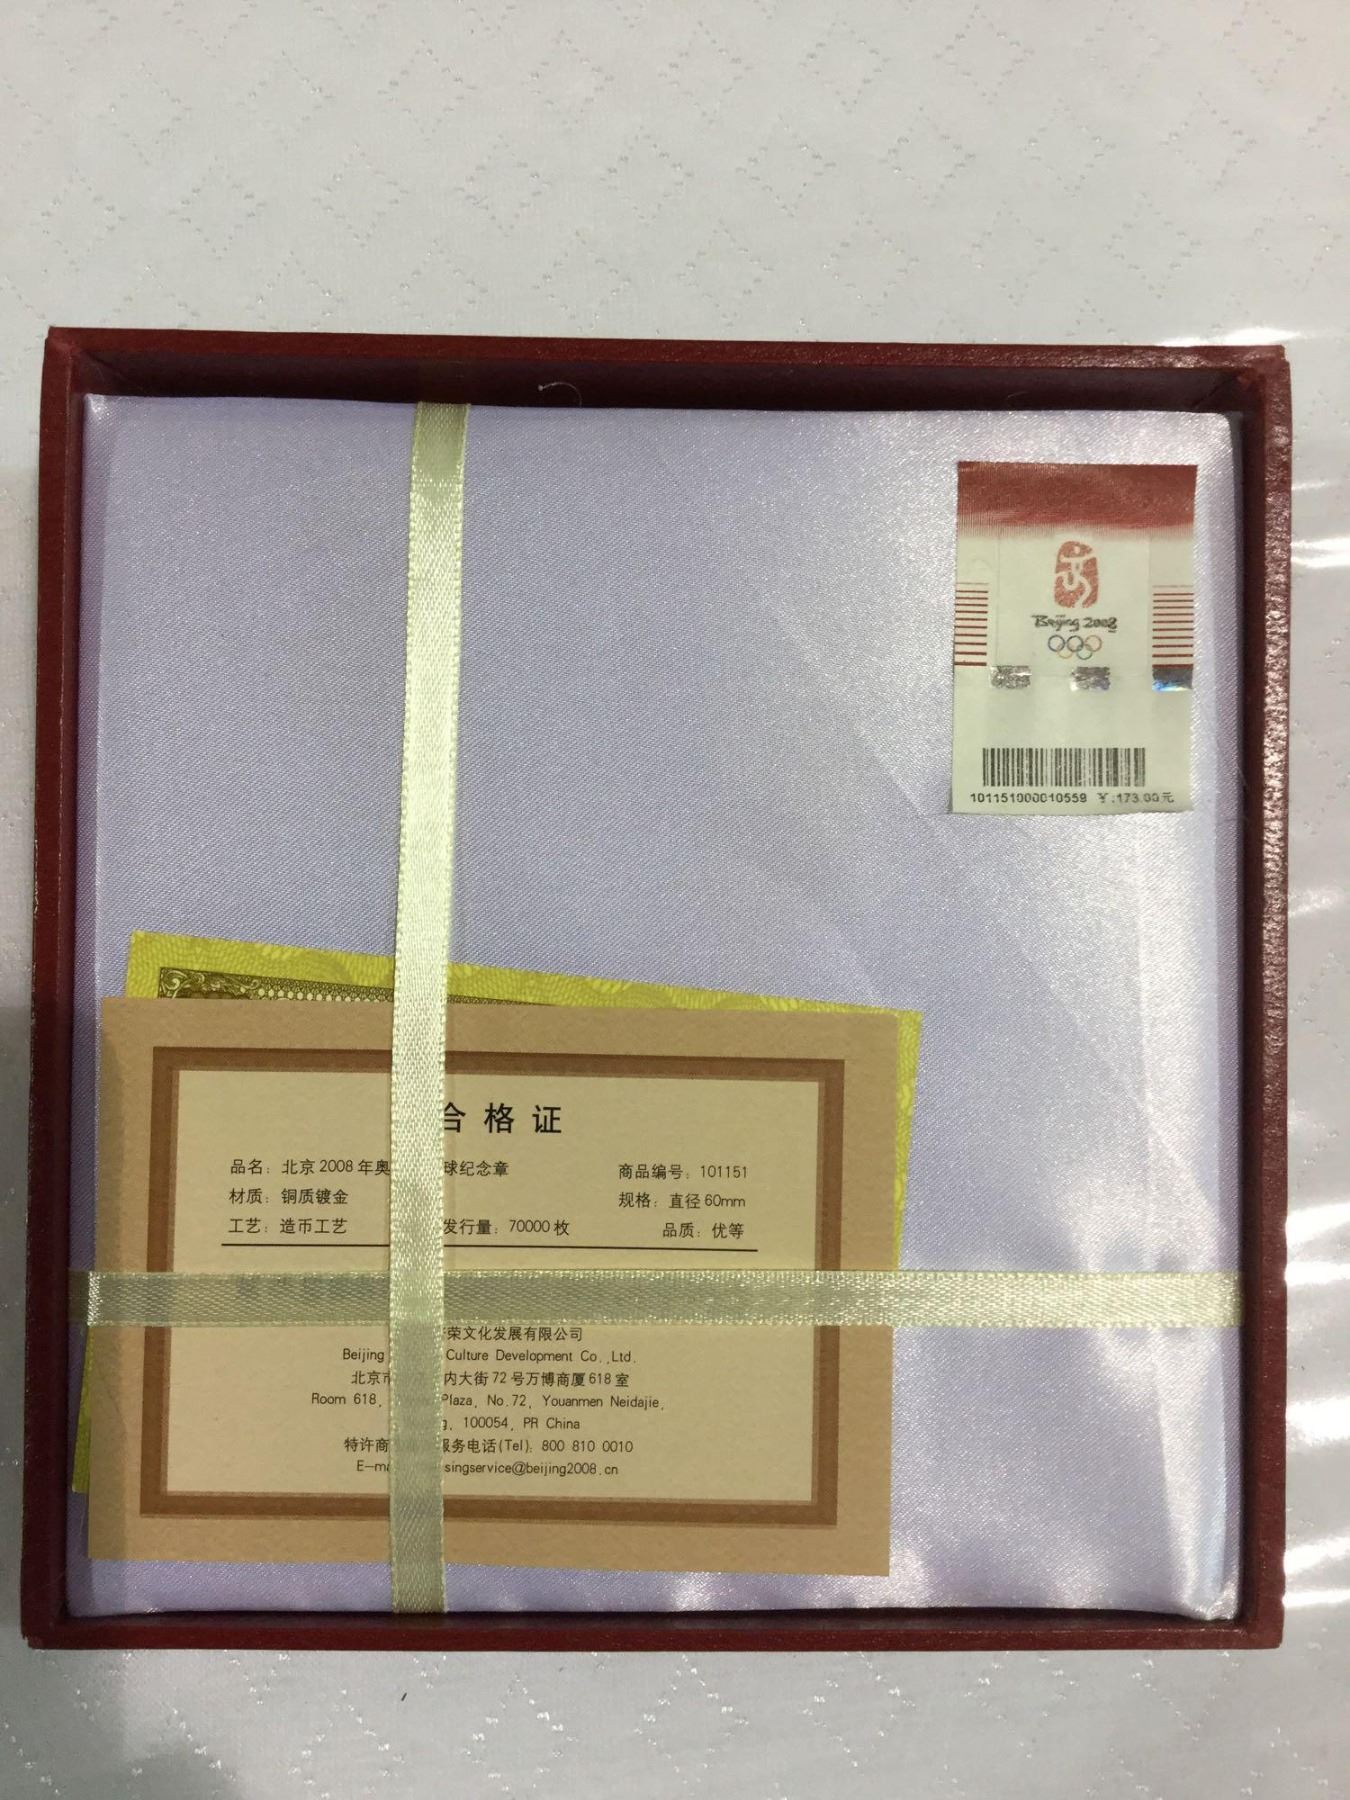 Beijing 2008
101151000010559 ￥:173.00元
合格证
品名：北京2008年奥 球纪念章 商品编号：101151
材质：铜质镀金 规格：直径60mm
工艺：造币工艺 发行量：70000枚 品质：优等
荣文化发展有限公司
Beijing Culture Development Co.,Ltd.
北京市 内大街72号万博商厦618室
Room 618, Plaza, No.72, Youanmen Neidajie,
100054, PR China
特许商 服务电话(Tel): 800 810 0010
E-ma singservice@beijing2008.cn